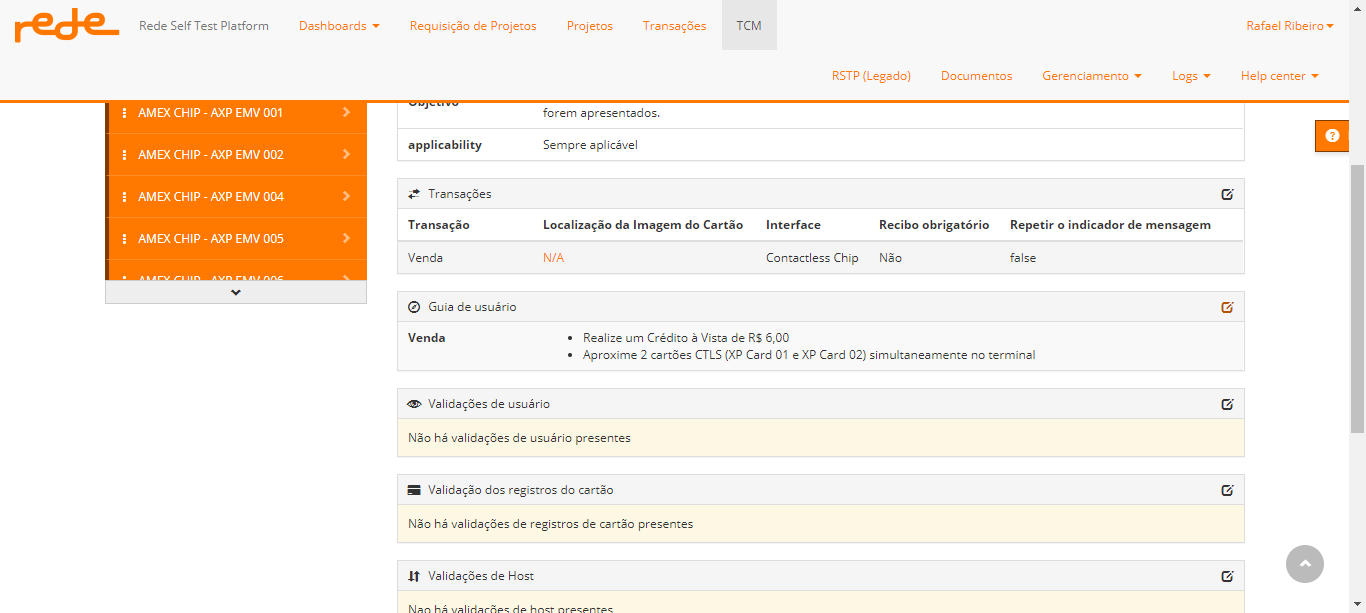 rede Rede Self Test Platform Dashboards Requisição de Projetos Projetos Transações TCM Rafael Ribeiro
RSTP (Legado) Documentos Gerenciamento Logs Help center
AMEX CHIP - AXP EMV 001
AMEX CHIP - AXP EMV 002
AMEX CHIP - AXP EMV 004
AMEX CHIP - AXP EMV 005
AMEX CHIP - AXP EMV 006
Objetivo
forem apresentados.
applicability Sempre aplicável
Transações
Transação Localização da Imagem do Cartão Interface Recibo obrigatório Repetir o indicador de mensagem
Venda N/A Contactless Chip Não false
Guia de usuário
Venda
• Realize um Crédito à Vista de R$ 6,00
• Aproxime 2 cartões CTLS (XP Card 01 e XP Card 02) simultaneamente no terminal
Validações de usuário
Não há validações de usuário presentes
Validação dos registros do cartão
Não há validações de registros de cartão presentes
Validações de Host
Nao há validações de host presentes